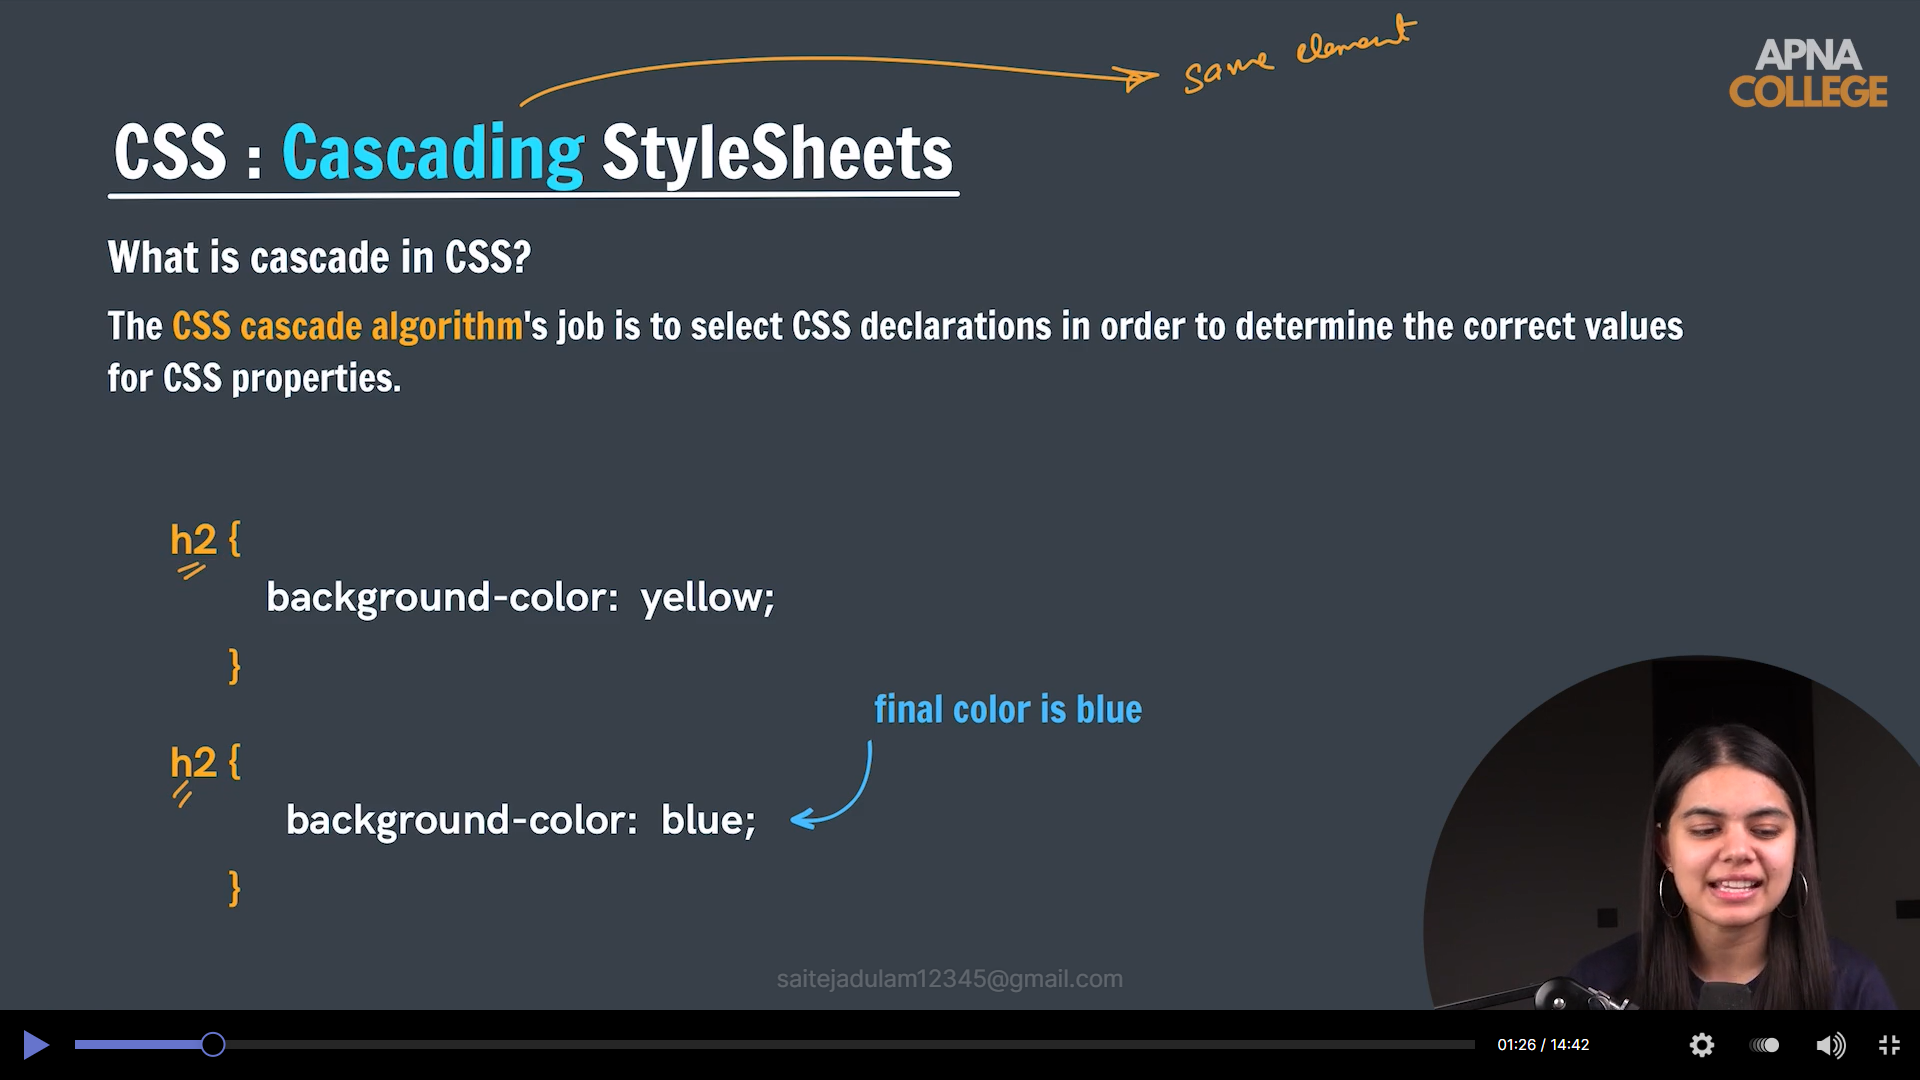 same element
APNA
COLLEGE
CSS : Cascading StyleSheets
What is cascade in CSS?
The CSS cascade algorithm's job is to select CSS declarations in order to determine the correct values
for CSS properties.
h2 {
background-color: yellow;
}
final color is blue
h2 {
background-color: blue;
}
saitejadulam12345@gmail.com
01:26 / 14:42